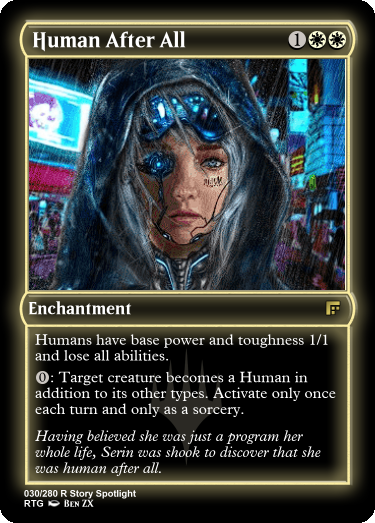 Human After All 1
Enchantment
Humans have base power and toughness 1/1
and lose all abilities.
0: Target creature becomes a Human in
addition to its other types. Activate only once
each turn and only as a sorcery.
Having believed she was just a program her
whole life, Serin was shook to discover that she
was human after all.
030/280 R Story Spotlight
RTG Ben ZX